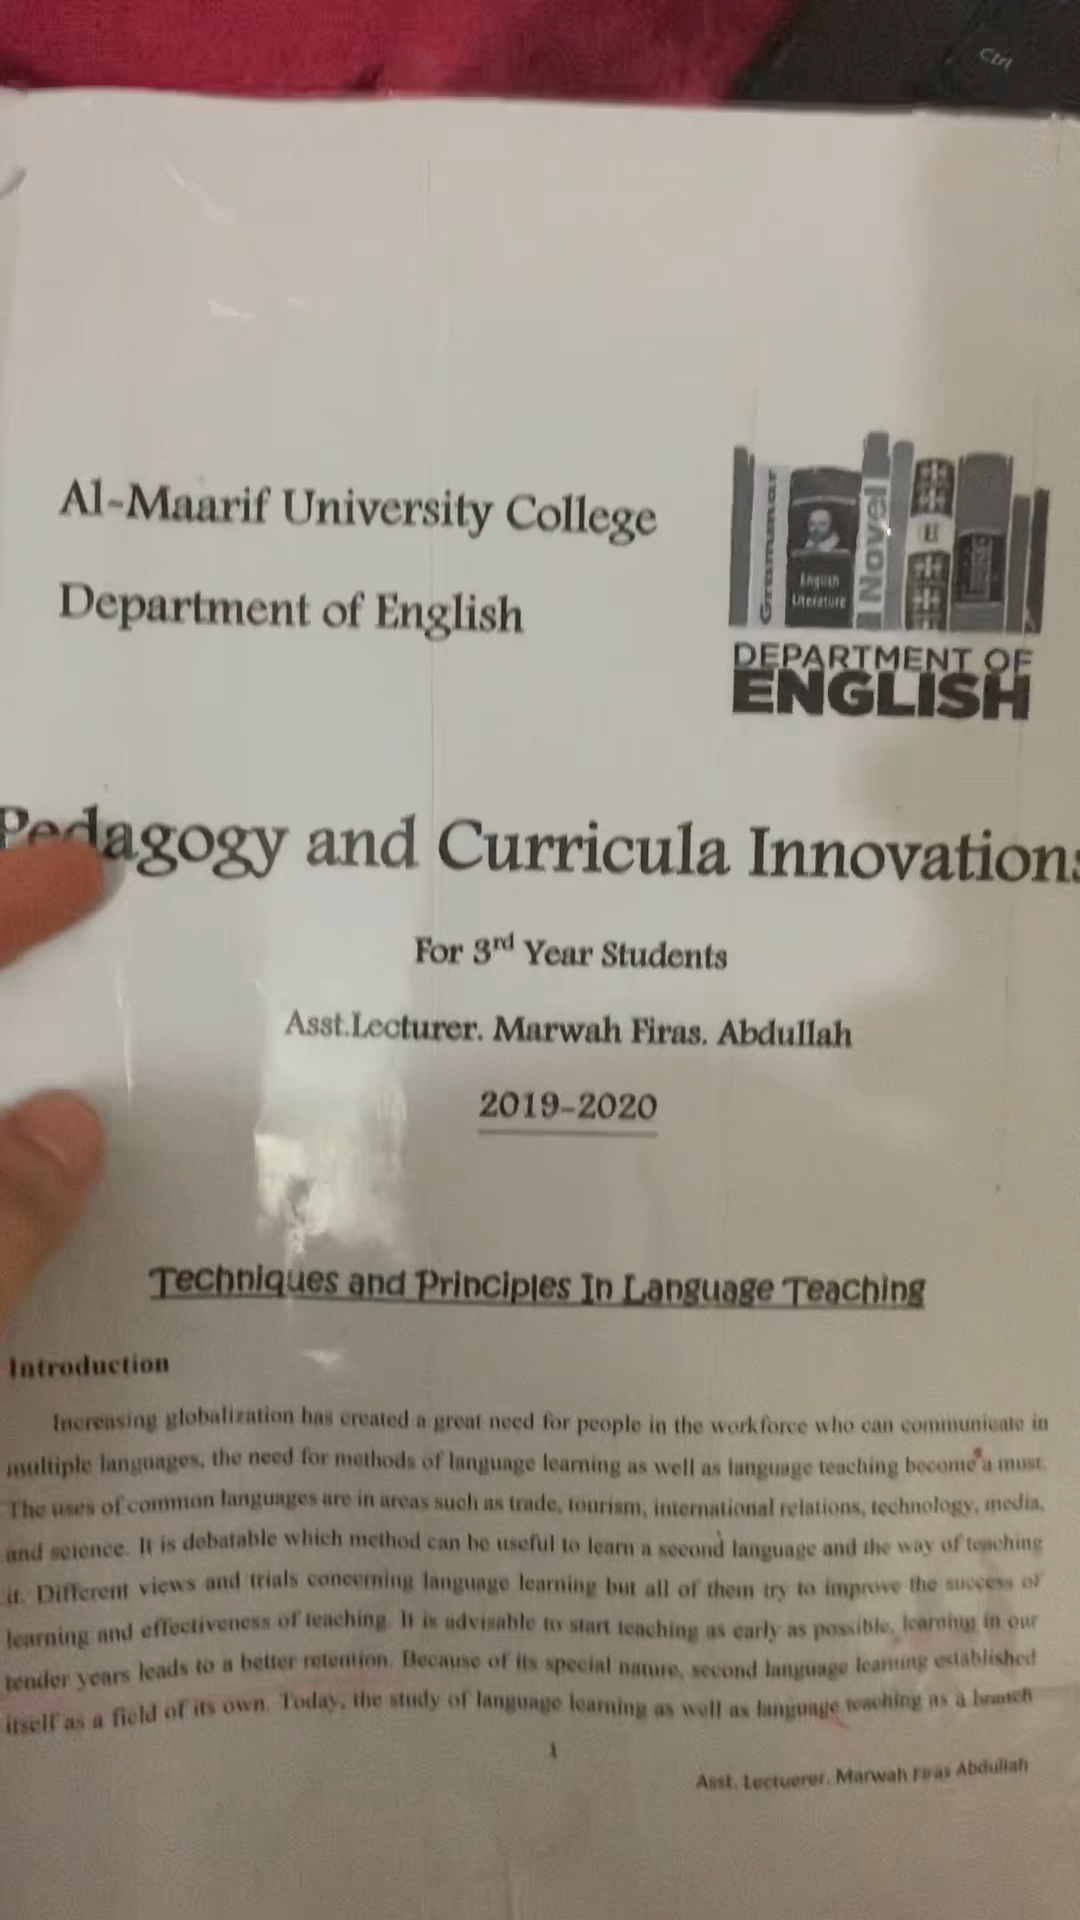 Ctrl
Al-Maarif University College
Department of English
Grammar
English
Literature
Novel
E
DEPARTMENT OF
ENGLISH
Pedagogy and Curricula Innovations
For 3rd Year Students
Asst.Lecturer. Marwah Firas. Abdullah
2019-2020
Techniques and Principles In Language Teaching
Introduction
Increasing globalization has created a great need for people in the workforce who can communicate in
multiple languages, the need for methods of language learning as well as language teaching become a must.
The uses of common languages are in areas such as trade, tourism, international relations, technology, media,
and science. It is debatable which method can be useful to learn a second language and the way of teaching
it. Different views and trials concerning language learning but all of them try to improve the success of
learning and effectiveness of teaching. It is advisable to start teaching as early as possible, learning in our
tender years leads to a better retention. Because of its special nature, second language learning established
itself as a field of its own. Today, the study of language learning as well as language teaching as a branch
1
Asst. Lectuerer. Marwah Firas Abdullah